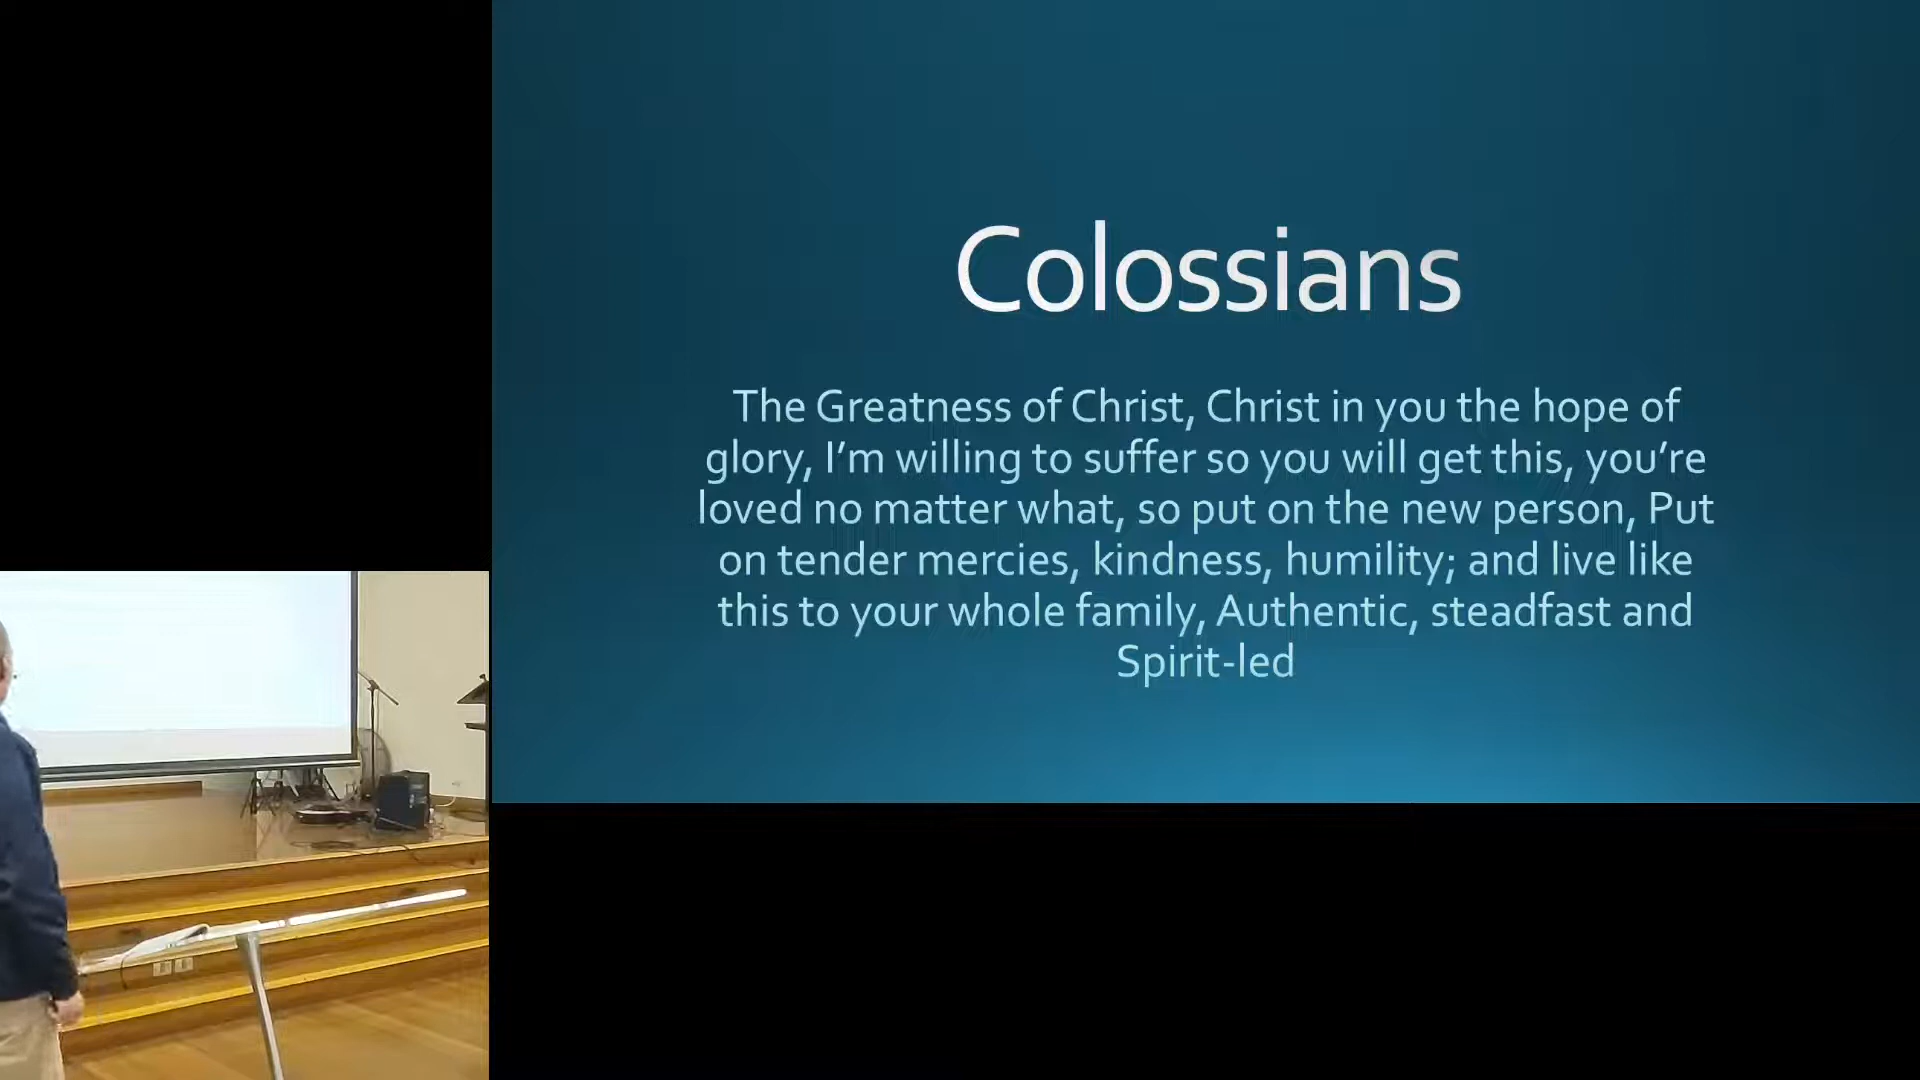 Colossians
The Greatness of Christ, Christ in you the hope of
glory, I’m willing to suffer so you will get this, you’re
loved no matter what, so put on the new person, Put
on tender mercies, kindness, humility; and live like
this to your whole family, Authentic, steadfast and
Spirit-led